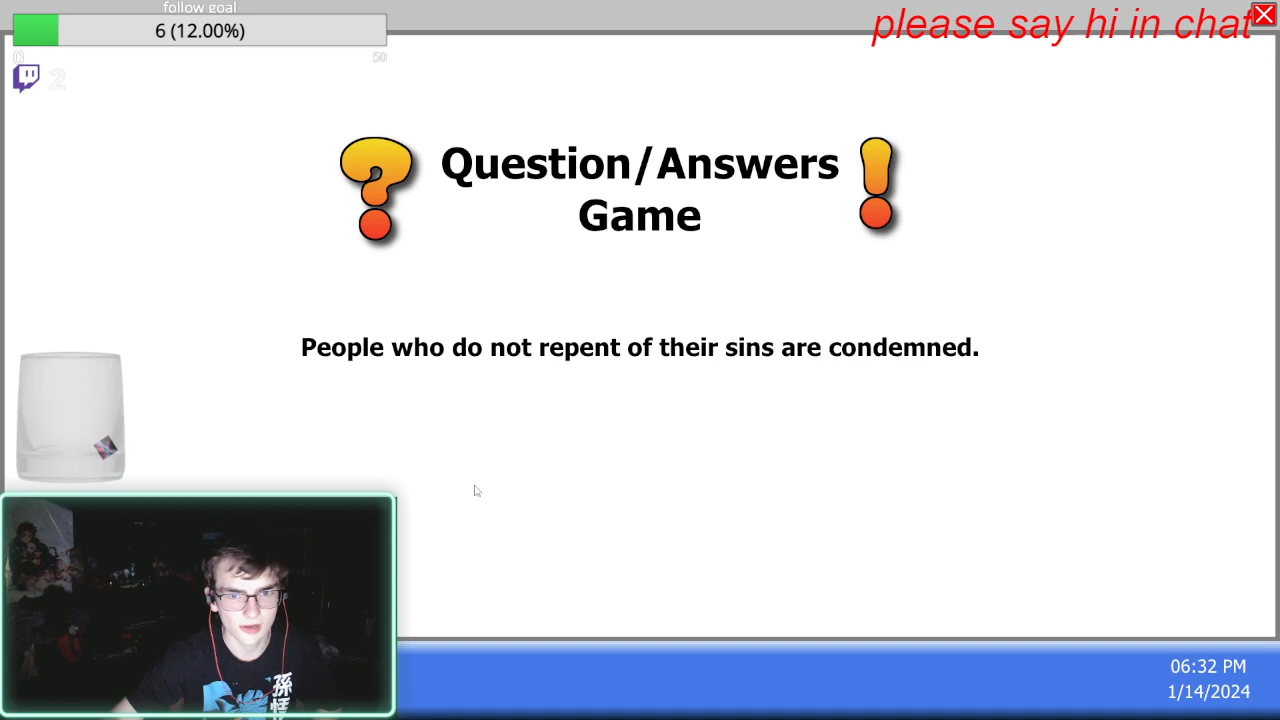 follow goal
6 (12.00%)
0
50
2
please say hi in chat
Question/Answers
Game
People who do not repent of their sins are condemned.
06:32 PM
1/14/2024